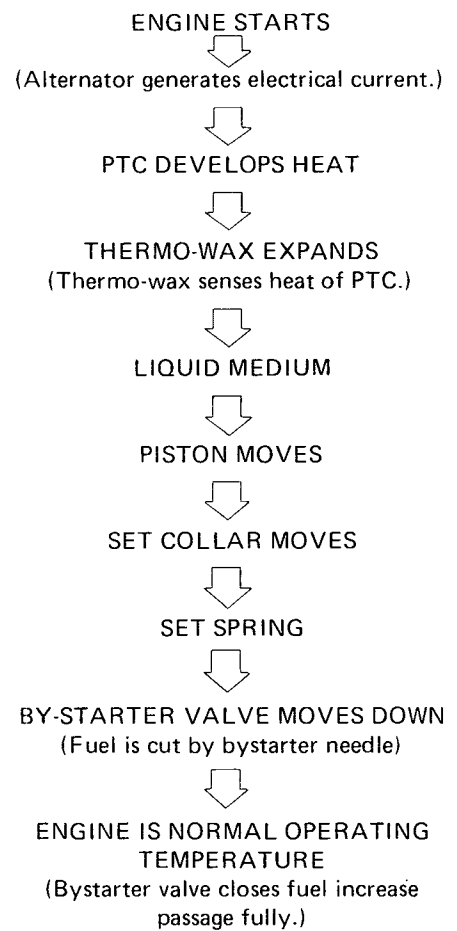 ENGINE STARTS
(Alternator generates electrical current.)
PTC DEVELOPS HEAT
THERMO-WAX EXPANDS
(Thermo-wax senses heat of PTC.)
LIQUID MEDIUM
PISTON MOVES
SET COLLAR MOVES
SET SPRING
BY-STARTER VALVE MOVES DOWN
(Fuel is cut by bystarter needle)
ENGINE IS NORMAL OPERATING
TEMPERATURE
(Bystarter valve closes fuel increase
passage fully.)